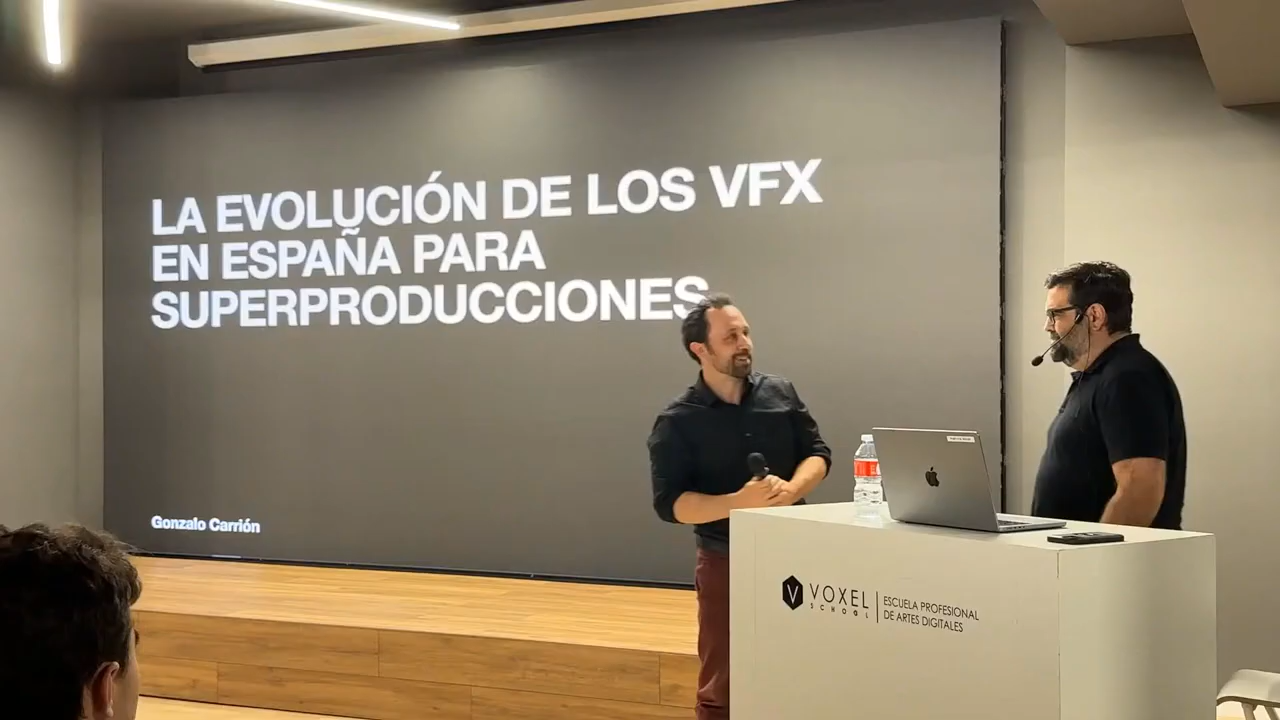 LA EVOLUCIÓN DE LOS VFX
EN ESPAÑA PARA
SUPERPRODUCCIONES
Gonzalo Carrión
V VOXEL
SCHOOL
ESCUELA PROFESIONAL
DE ARTES DIGITALES